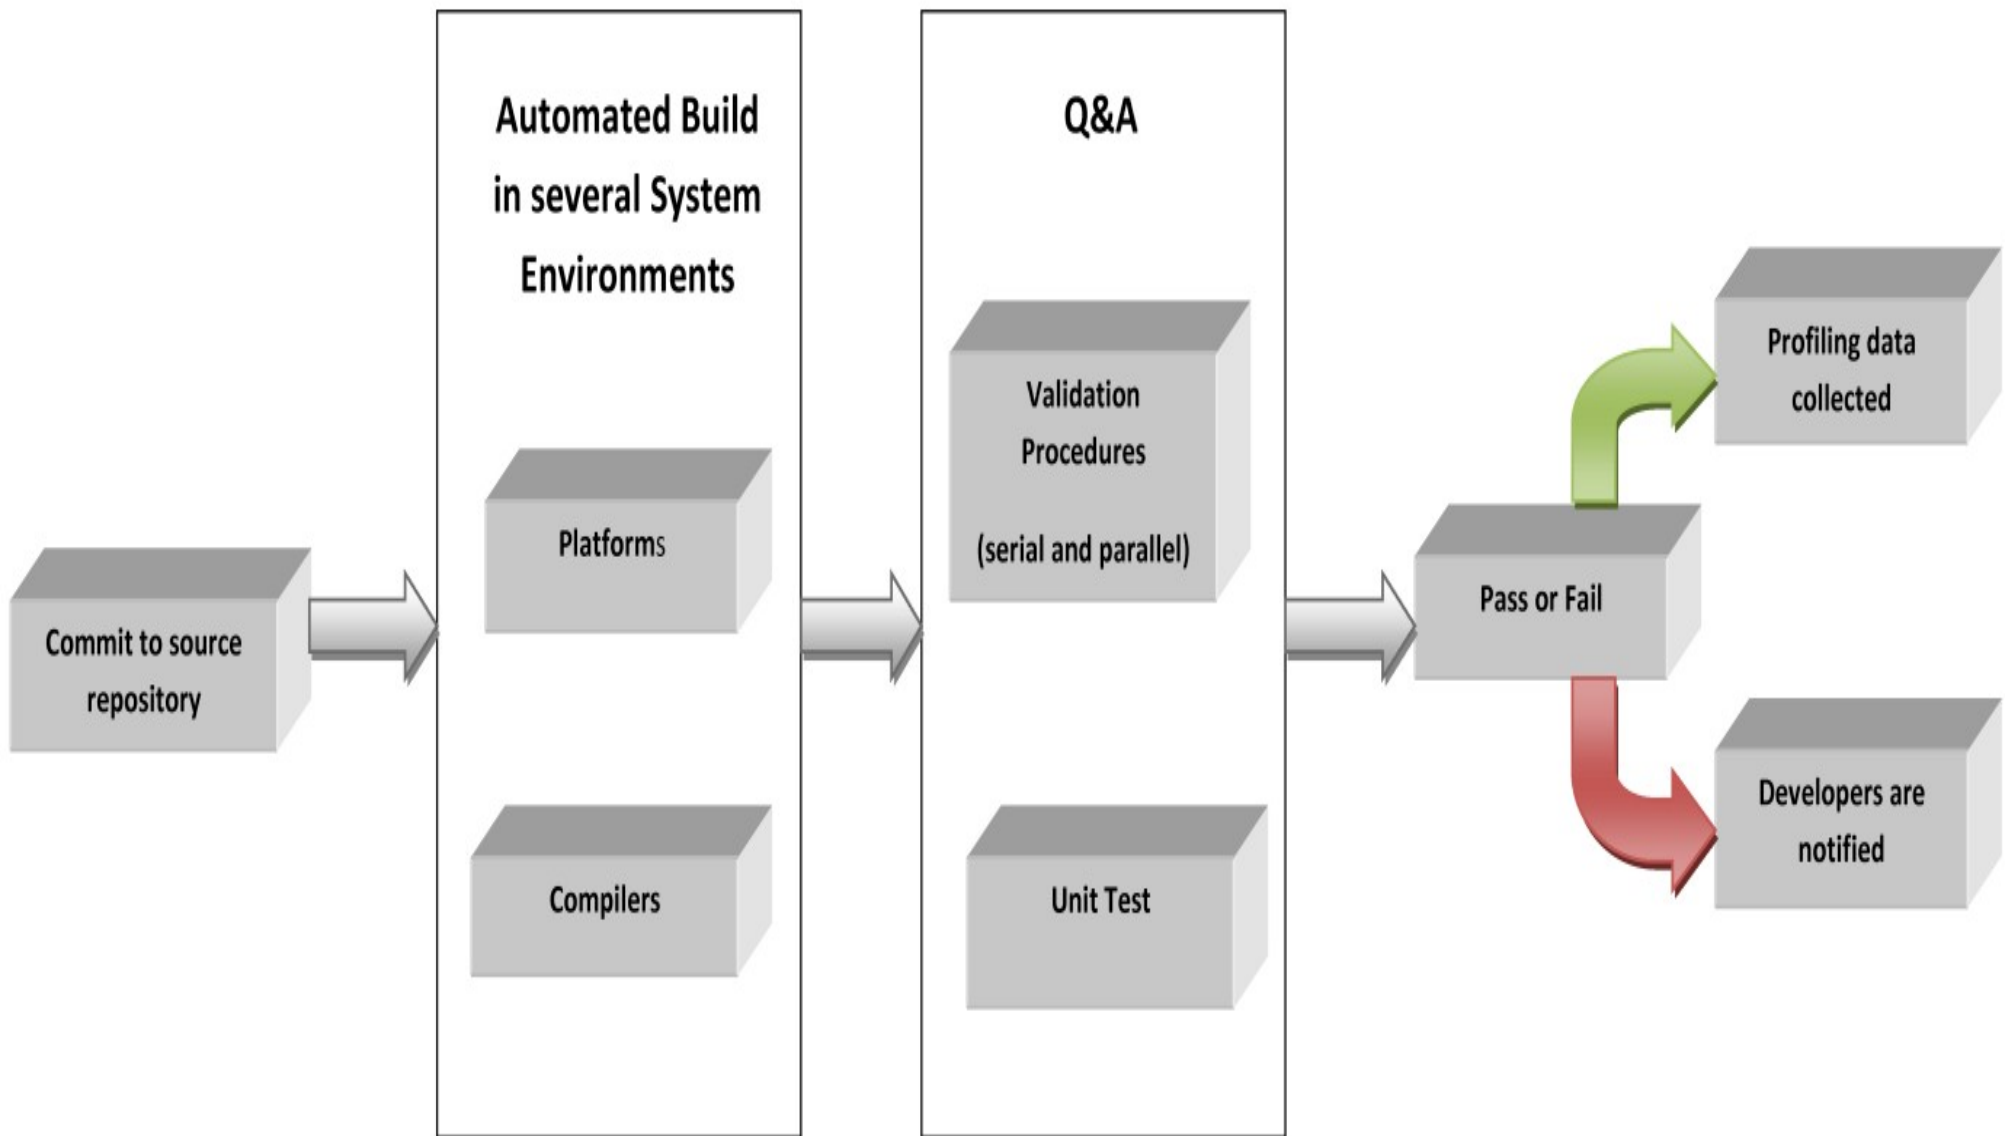 Commit to source
repository
Automated Build
in several System
Environments
Platforms
Compilers
Q&A
Validation
Procedures
(serial and parallel)
Unit Test
Pass or Fail
Profiling data
collected
Developers are
notified